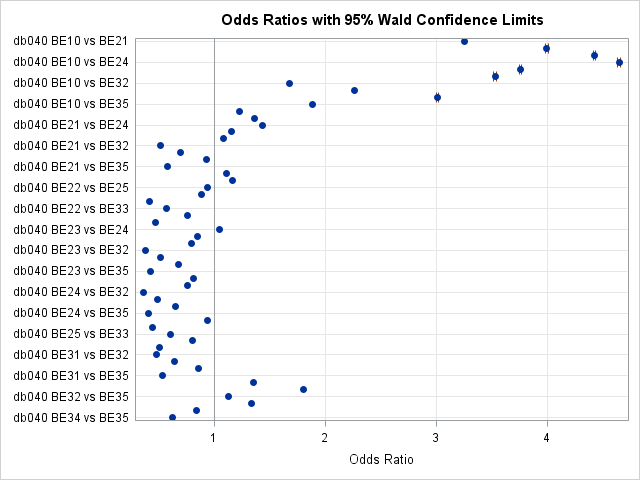 Odds Ratios with 95% Wald Confidence Limits
db040 BE10 vs BE21
db040 BE10 vs BE24
db040 BE10 vs BE32
db040 BE10 vs BE35
db040 BE21 vs BE24
db040 BE21 vs BE32
db040 BE21 vs BE35
db040 BE22 vs BE25
db040 BE22 vs BE33
db040 BE23 vs BE24
db040 BE23 vs BE32
db040 BE23 vs BE35
db040 BE24 vs BE32
db040 BE24 vs BE35
db040 BE25 vs BE33
db040 BE31 vs BE32
db040 BE31 vs BE35
db040 BE32 vs BE35
db040 BE34 vs BE35
1 2 3 4
Odds Ratio